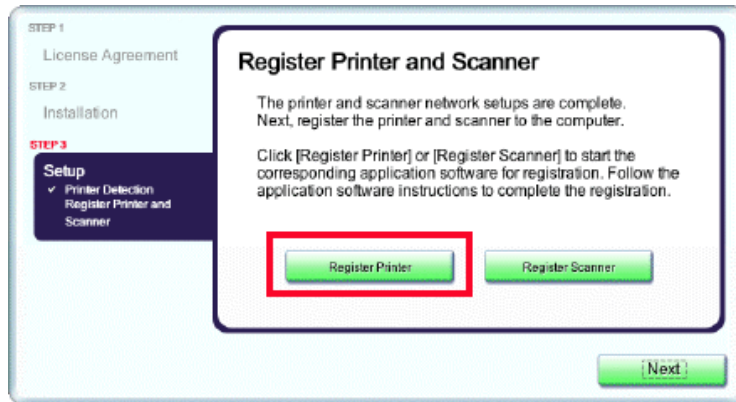 STEP 1
License Agreement
STEP 2
Installation
STEP 3
Setup
✓ Printer Detection
Register Printer and
Scanner
Register Printer and Scanner
The printer and scanner network setups are complete.
Next, register the printer and scanner to the computer.
Click [Register Printer] or [Register Scanner] to start the
corresponding application software for registration. Follow the
application software instructions to complete the registration.
Register Printer
Register Scanner
Next